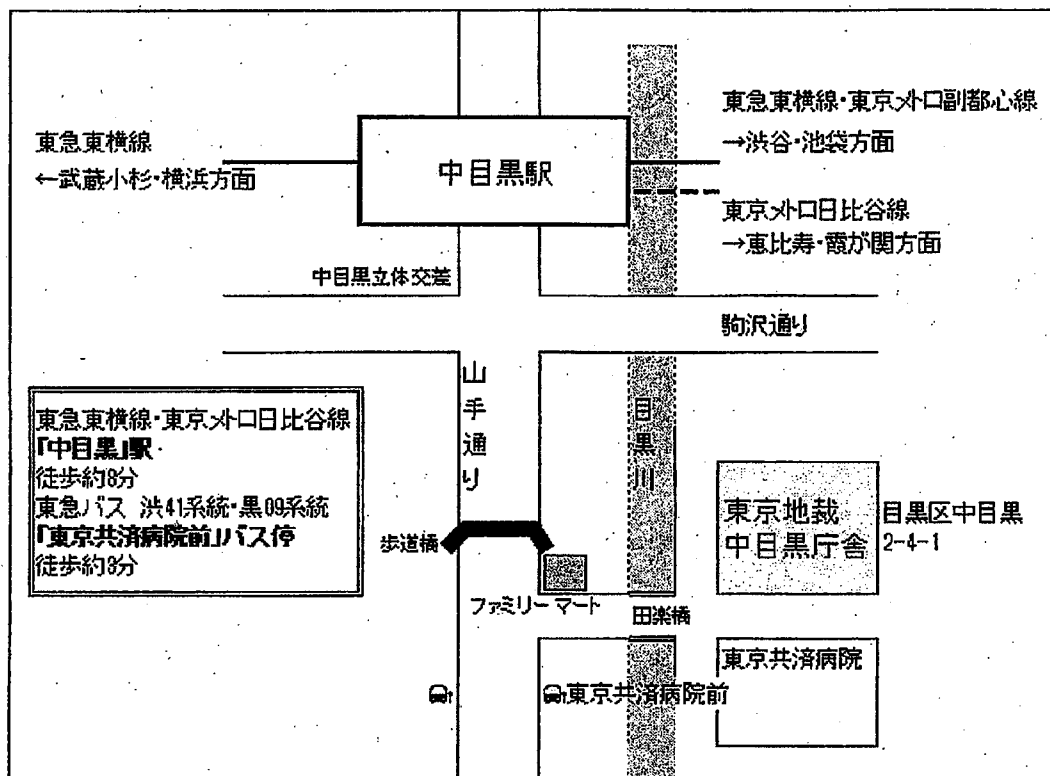 東急東横線・東京メトロ副都心線
→渋谷・池袋方面
東急東横線
←武蔵小杉・横浜方面
中目黒駅
東京メトロ日比谷線
→恵比寿・霞が関方面
中目黒立体交差
駒沢通り
山手通り
目黒川
東急東横線・東京メトロ日比谷線
「中目黒」駅
徒歩約8分
東急バス 渋41系統・黒09系統
「東京共済病院前」バス停
徒歩約3分
東京地裁
中目黒庁舎
目黒区中目黒
2-4-1
歩道橋
ファミリーマート
田楽橋
東京共済病院
東京共済病院前